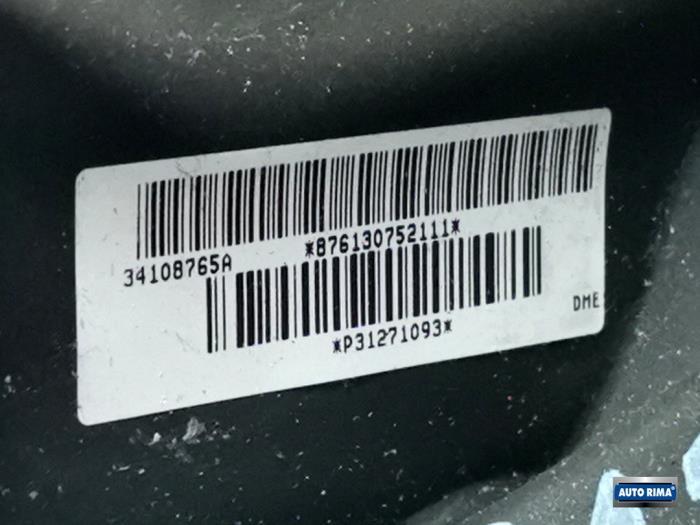 *876130752111*
34108765A
DME
*P31271093*
AUTO RIMA